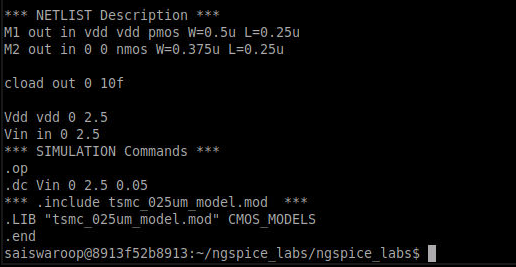 *** NETLIST Description ***
M1 out in vdd vdd pmos W=0.5u L=0.25u
M2 out in 0 0 nmos W=0.375u L=0.25u
cload out 0 10f
Vdd vdd 0 2.5
Vin in 0 2.5
*** SIMULATION Commands ***
.op
.dc Vin 0 2.5 0.05
*** .include tsmc_025um_model.mod  ***
.LIB "tsmc_025um_model.mod" CMOS_MODELS
.end
saiswaroop@8913f52b8913:~/ngspice_labs/ngspice_labs$